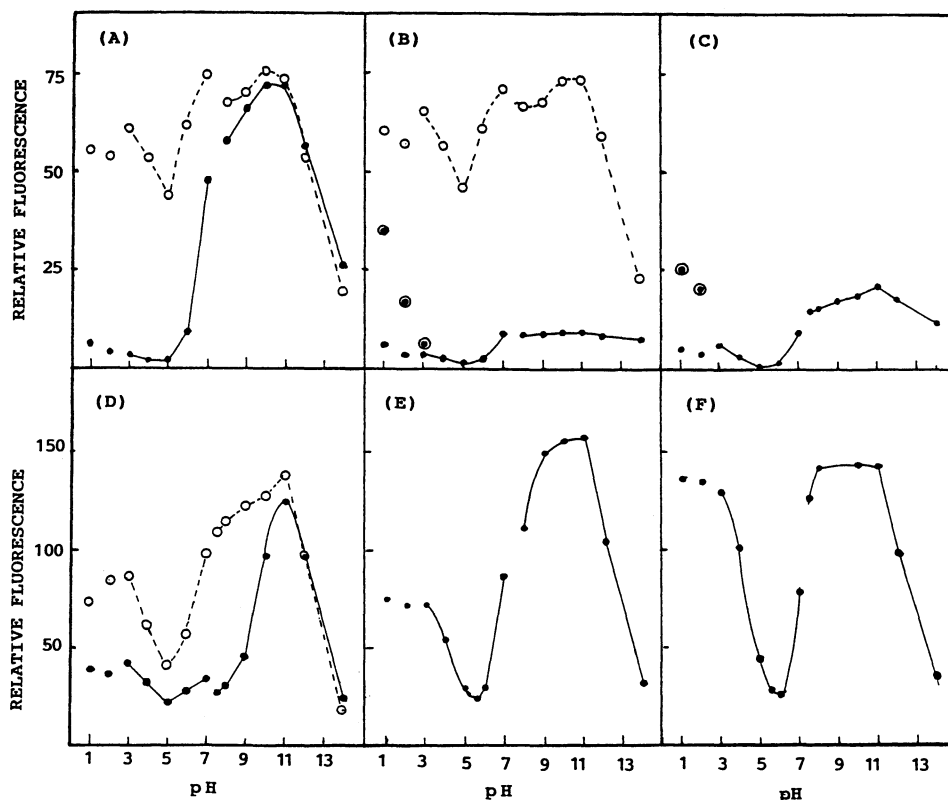 (A)
(B)
(C)
RELATIVE FLUORESCENCE
75
50
25
(D)
(E)
(F)
RELATIVE FLUORESCENCE
150
100
50
1 3 5 7 9 11 13
1 3 5 7 9 11 13
1 3 5 7 9 11 13
pH
pH
pH